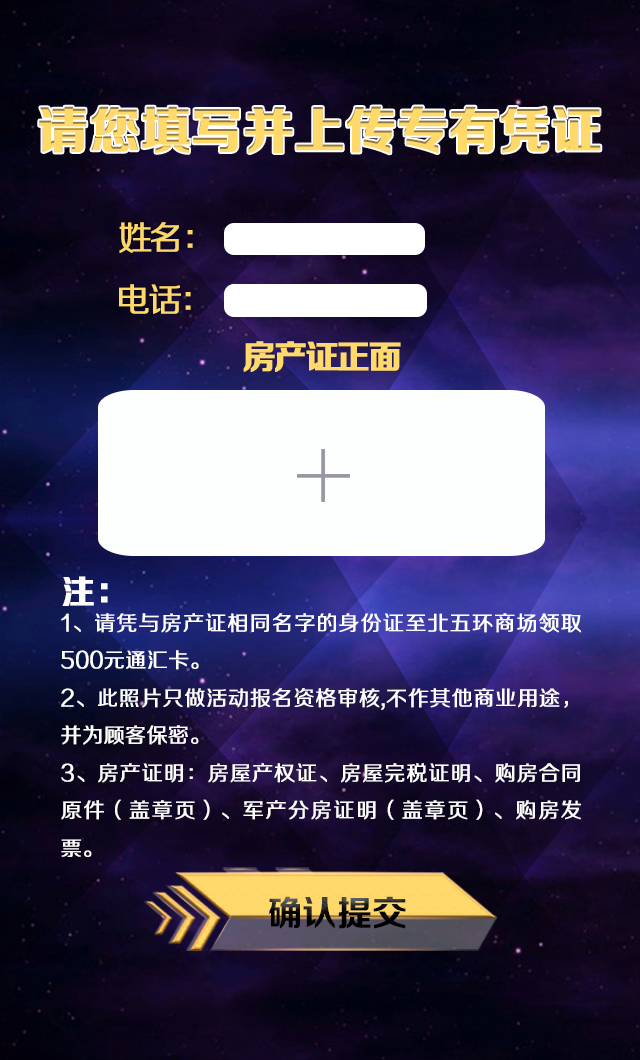 请您填写并上传专有凭证
姓名：
电话：
房产证正面
注：
1、请凭与房产证相同名字的身份证至北五环商场领取
500元通汇卡。
2、此照片只做活动报名资格审核,不作其他商业用途，
并为顾客保密。
3、房产证明：房屋产权证、房屋完税证明、购房合同
原件（盖章页）、军产分房证明（盖章页）、购房发
票。
确认提交